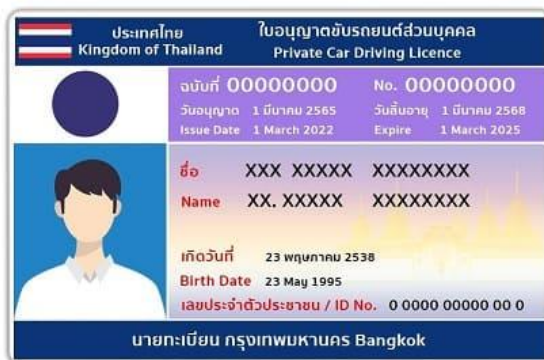 ประเทศไทย ใบอนุญาตขับรถยนต์ส่วนบุคคล
Kingdom of Thailand Private Car Driving Licence
ฉบับที่ 00000000 No. 00000000
วันอนุญาต 1 มีนาคม 2565 วันสิ้นอายุ 1 มีนาคม 2568
Issue Date 1 March 2022 Expire 1 March 2025
ชื่อ XXX XXXXX XXXXXXXX
Name XX. XXXXX XXXXXXXX
เกิดวันที่ 23 พฤษภาคม 2538
Birth Date 23 May 1995
เลขประจำตัวประชาชน / ID No. 0 0000 00000 00 0
นายทะเบียน กรุงเทพมหานคร Bangkok